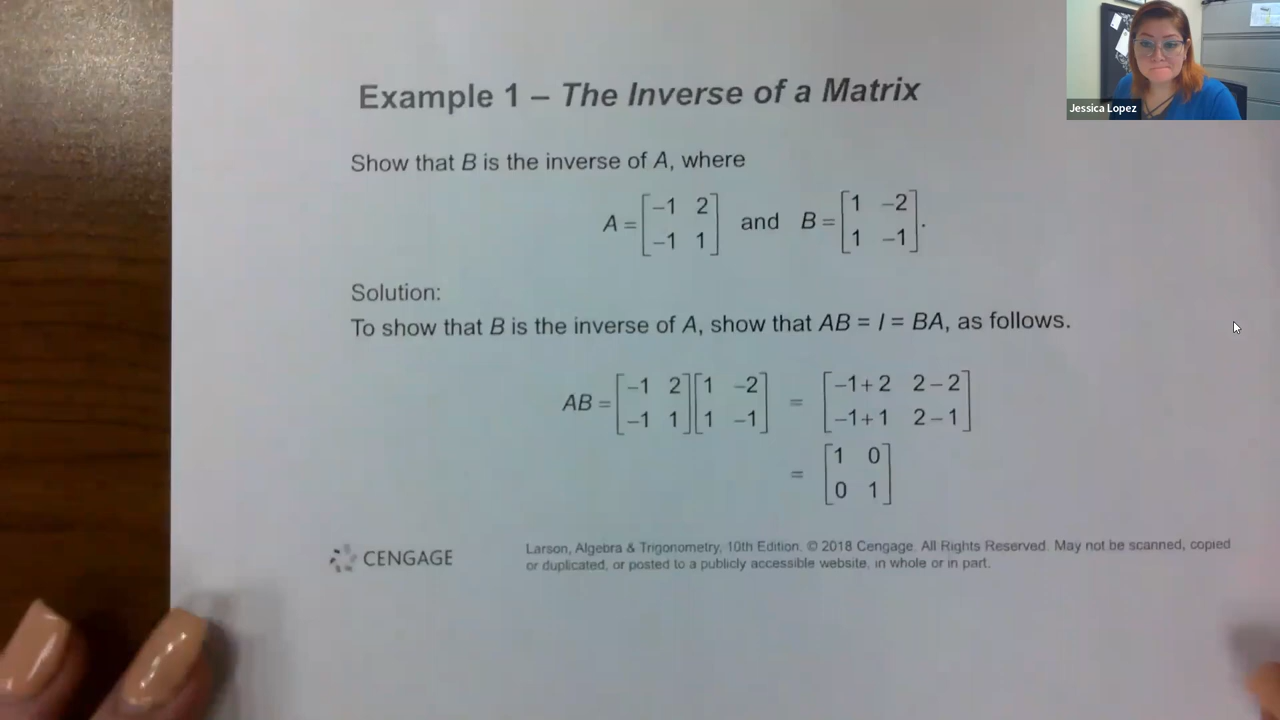 Jessica Lopez
Example 1 – The Inverse of a Matrix
Show that B is the inverse of A, where
A = [−1 2; −1 1] and B = [1 −2; 1 −1].
Solution:
To show that B is the inverse of A, show that AB = I = BA, as follows.
AB = [−1 2; −1 1][1 −2; 1 −1] = [−1+2 2−2; −1+1 2−1]
= [1 0; 0 1]
CENGAGE
Larson, Algebra & Trigonometry, 10th Edition. © 2018 Cengage. All Rights Reserved. May not be scanned, copied
or duplicated, or posted to a publicly accessible website, in whole or in part.